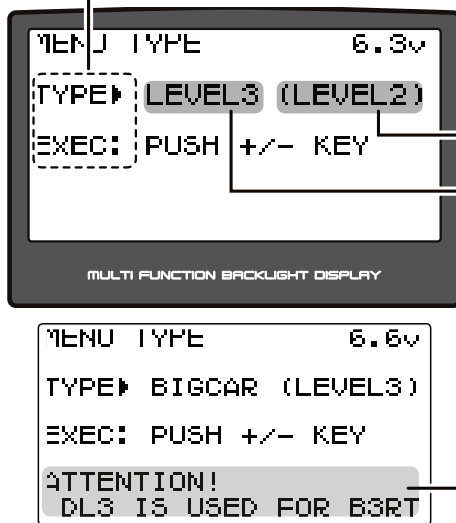 MENU TYPE 6.3v
TYPE▶ LEVEL3 (LEVEL2)
EXEC: PUSH +/- KEY
MULTI FUNCTION BACKLIGHT DISPLAY
MENU TYPE 6.6v
TYPE▶ BIGCAR (LEVEL3)
EXEC: PUSH +/- KEY
ATTENTION!
DL3 IS USED FOR B3RT